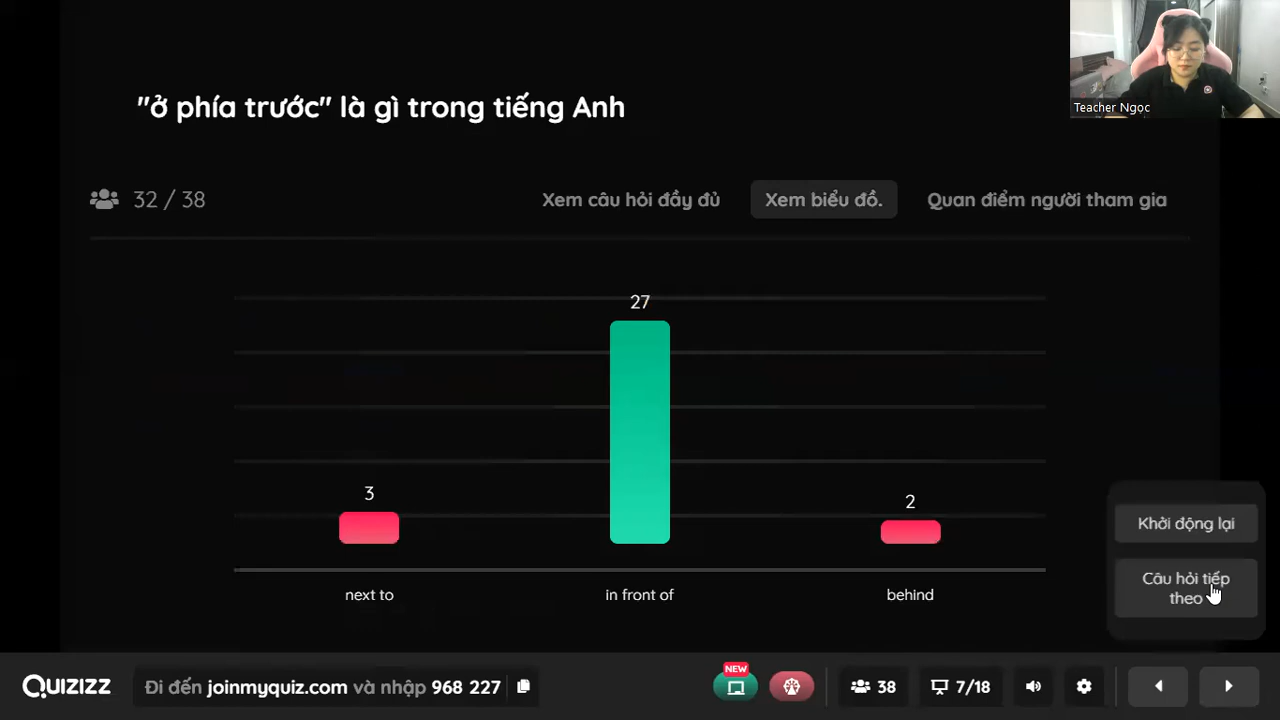 "ở phía trước" là gì trong tiếng Anh
Teacher Ngọc
32 / 38
Xem câu hỏi đầy đủ
Xem biểu đồ.
Quan điểm người tham gia
27
3
2
next to
in front of
behind
Khởi động lại
Câu hỏi tiếp
theo
QUIZIZZ
Đi đến joinmyquiz.com và nhập 968 227
NEW
38
7/18